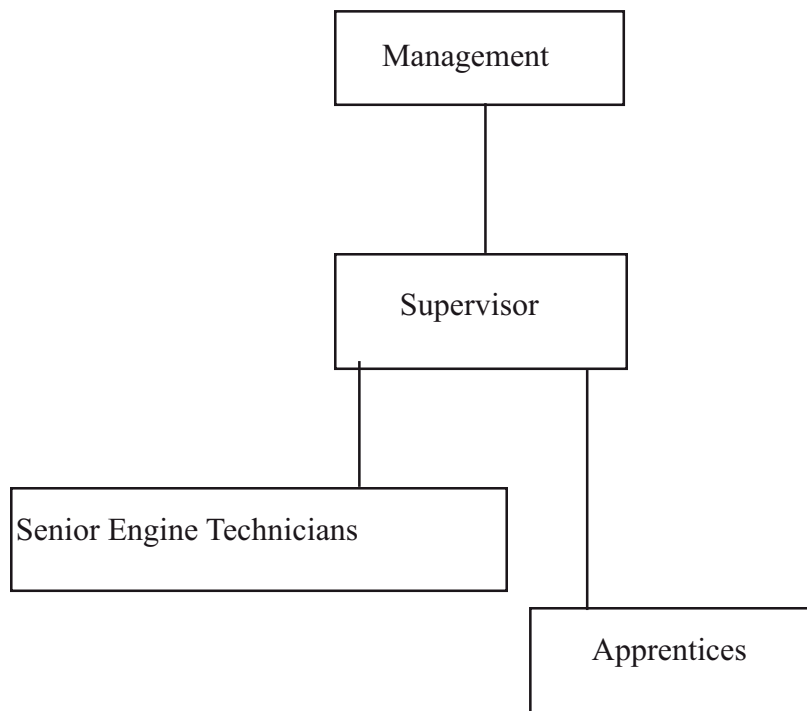 Management
Supervisor
Senior Engine Technicians
Apprentices